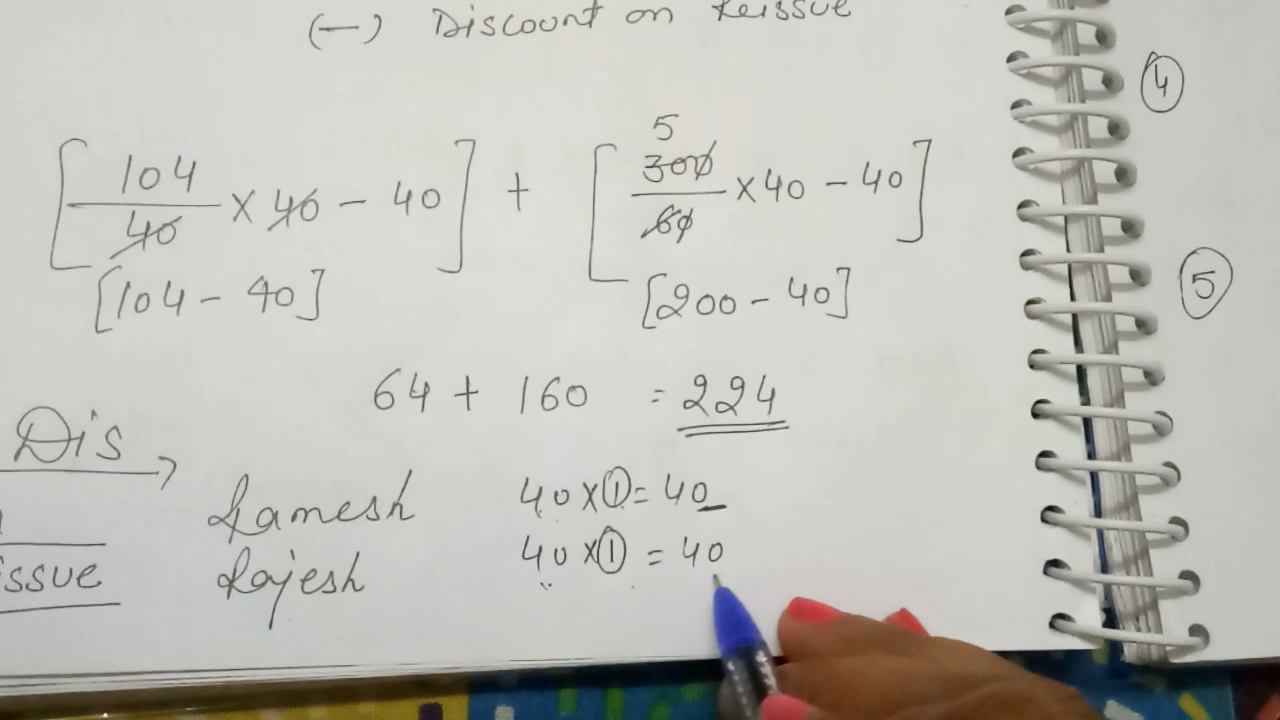 (-) Discount on Reissue
[104/40 × 40 - 40] + [300/60 × 40 - 40]
5
[104 - 40] [200 - 40]
64 + 160 = 224
Dis
Ramesh 40 × 1 = 40
issue Rajesh 40 × 1 = 40
4
5